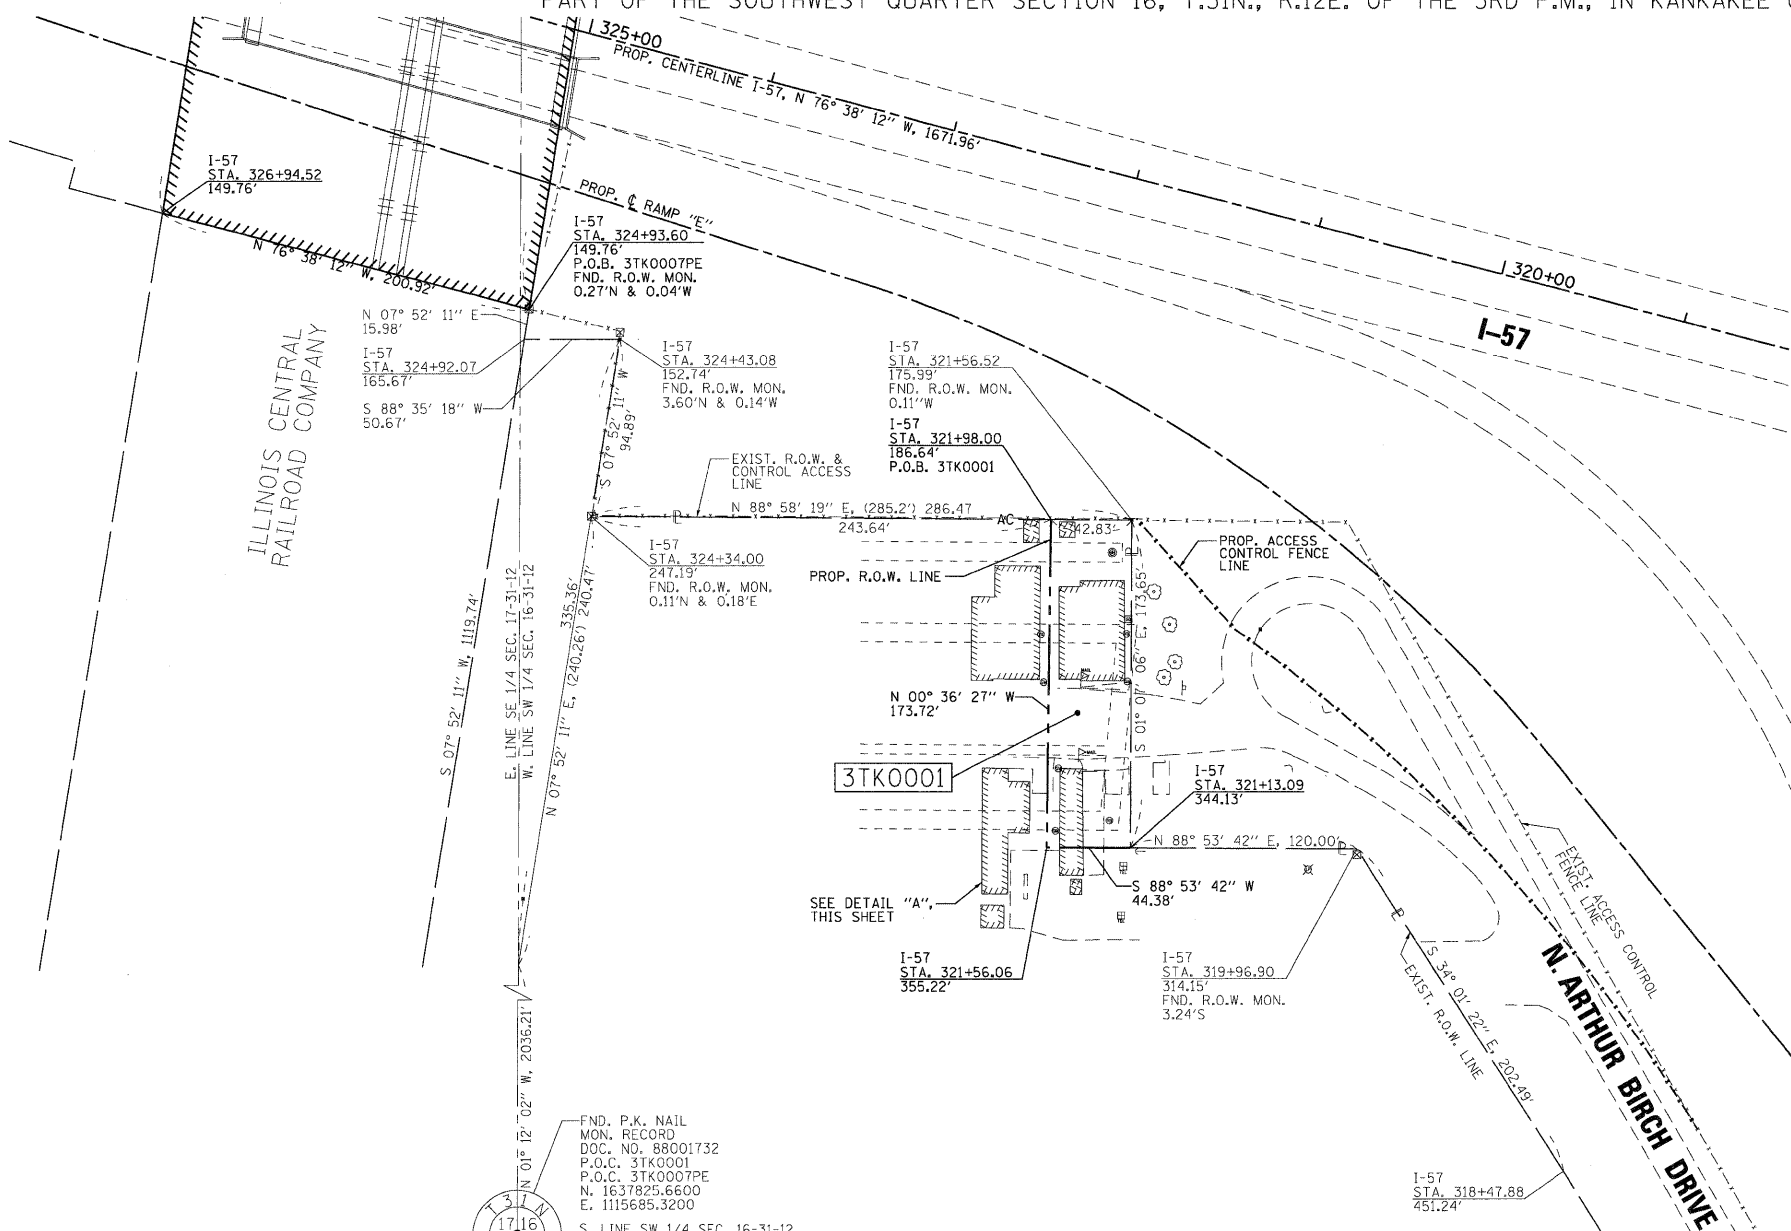 PART OF THE SOUTHWEST QUARTER SECTION 16, T.31N., R.12E. OF THE 3RD P.M., IN KANKAKEE
325+00
PROP. CENTERLINE I-57, N 76° 38' 12" W, 1671.96'
I-57
STA. 326+94.52
149.76'
PROP. ℄ RAMP "E"
I-57
STA. 324+93.60
149.76'
P.O.B. 3TK0007PE
FND. R.O.W. MON.
0.27'N & 0.04'W
N 76° 38' 12" W, 200.92'
320+00
I-57
N 07° 52' 11" E
15.98'
I-57
STA. 324+92.07
165.67'
S 88° 35' 18" W
50.67'
I-57
STA. 324+43.08
152.74'
FND. R.O.W. MON.
3.60'N & 0.14'W
S 07° 52' 11" W
94.89'
I-57
STA. 321+56.52
175.99'
FND. R.O.W. MON.
0.11''W
I-57
STA. 321+98.00
186.64'
P.O.B. 3TK0001
ILLINOIS CENTRAL
RAILROAD COMPANY
EXIST. R.O.W. &
CONTROL ACCESS
LINE
N 88° 58' 19" E, (285.2') 286.47
243.64'
AC
42.83'
PROP. ACCESS
CONTROL FENCE
LINE
I-57
STA. 324+34.00
247.19'
FND. R.O.W. MON.
0.11'N & 0.18'E
PROP. R.O.W. LINE
S 07° 52' 11" W, 1119.74'
E. LINE SE 1/4 SEC. 17-31-12
W. LINE SW 1/4 SEC. 16-31-12
335.36'
N 07° 52' 11" E, (240.26') 240.47'
S 01° 07' 06" E, 173.65'
MAIL
N 00° 36' 27" W
173.72'
MAIL
3TK0001
I-57
STA. 321+13.09
344.13'
N 88° 53' 42" E, 120.00'
S 88° 53' 42" W
44.38'
SEE DETAIL "A",
THIS SHEET
EXIST. ACCESS CONTROL
FENCE LINE
I-57
STA. 321+56.06
355.22'
I-57
STA. 319+96.90
314.15'
FND. R.O.W. MON.
3.24'S
S 34° 01' 22" E, 202.49'
EXIST. R.O.W. LINE
N. ARTHUR BIRCH DRIVE
N 01° 12' 02" W, 2036.21'
FND. P.K. NAIL
MON. RECORD
DOC. NO. 88001732
P.O.C. 3TK0001
P.O.C. 3TK0007PE
N. 1637825.6600
E. 1115685.3200
T 31 N
17 16
S. LINE SW 1/4 SEC. 16-31-12
I-57
STA. 318+47.88
451.24'